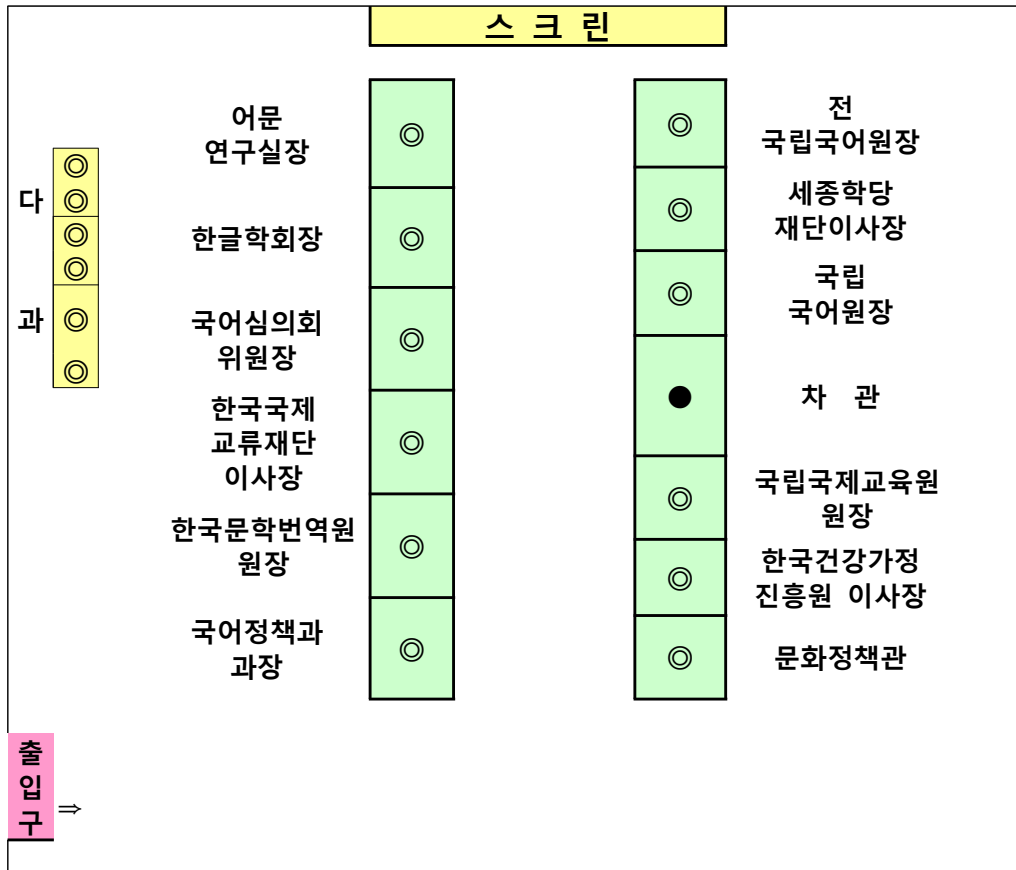 스 크 린
어문
연구실장
◎
한글학회장
◎
국어심의회
위원장
◎
한국국제
교류재단
이사장
◎
한국문학번역원
원장
◎
국어정책과
과장
◎
◎
전
국립국어원장
◎
세종학당
재단이사장
◎
국립
국어원장
●
차 관
◎
국립국제교육원
원장
◎
한국건강가정
진흥원 이사장
◎
문화정책관
다
과
◎
◎
◎
◎
◎
◎
출
입
구
⇒